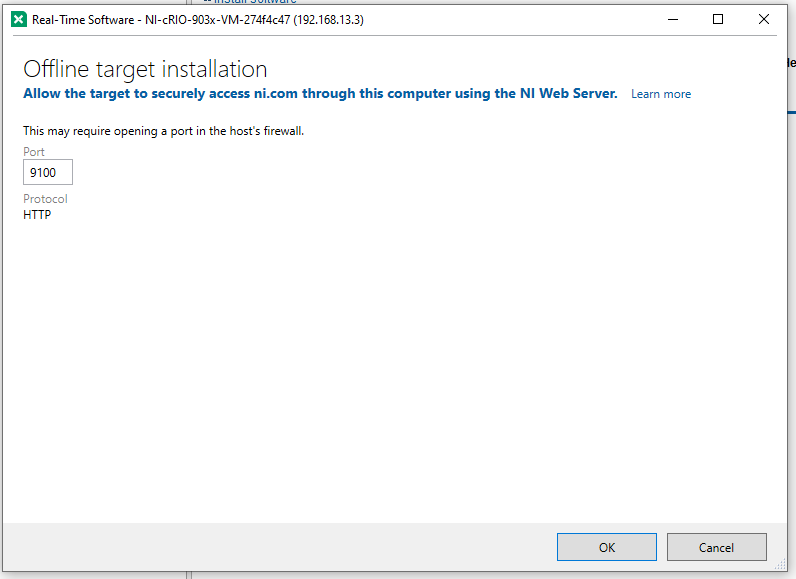 Real-Time Software - NI-cRIO-903x-VM-274f4c47 (192.168.13.3)
Offline target installation
Allow the target to securely access ni.com through this computer using the NI Web Server. Learn more
This may require opening a port in the host's firewall.
Port
9100
Protocol
HTTP
OK Cancel